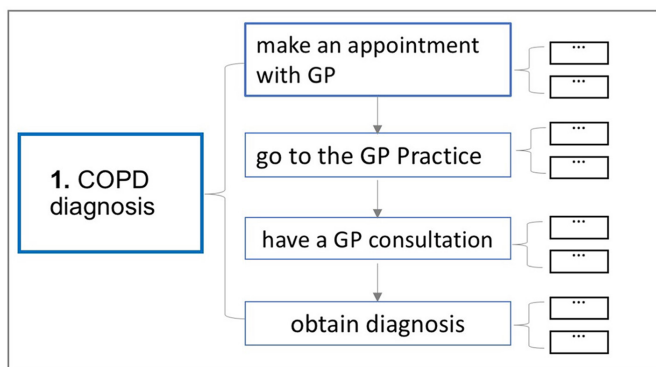 1. COPD
diagnosis
make an appointment
with GP
...
...
go to the GP Practice
...
...
have a GP consultation
...
...
obtain diagnosis
...
...